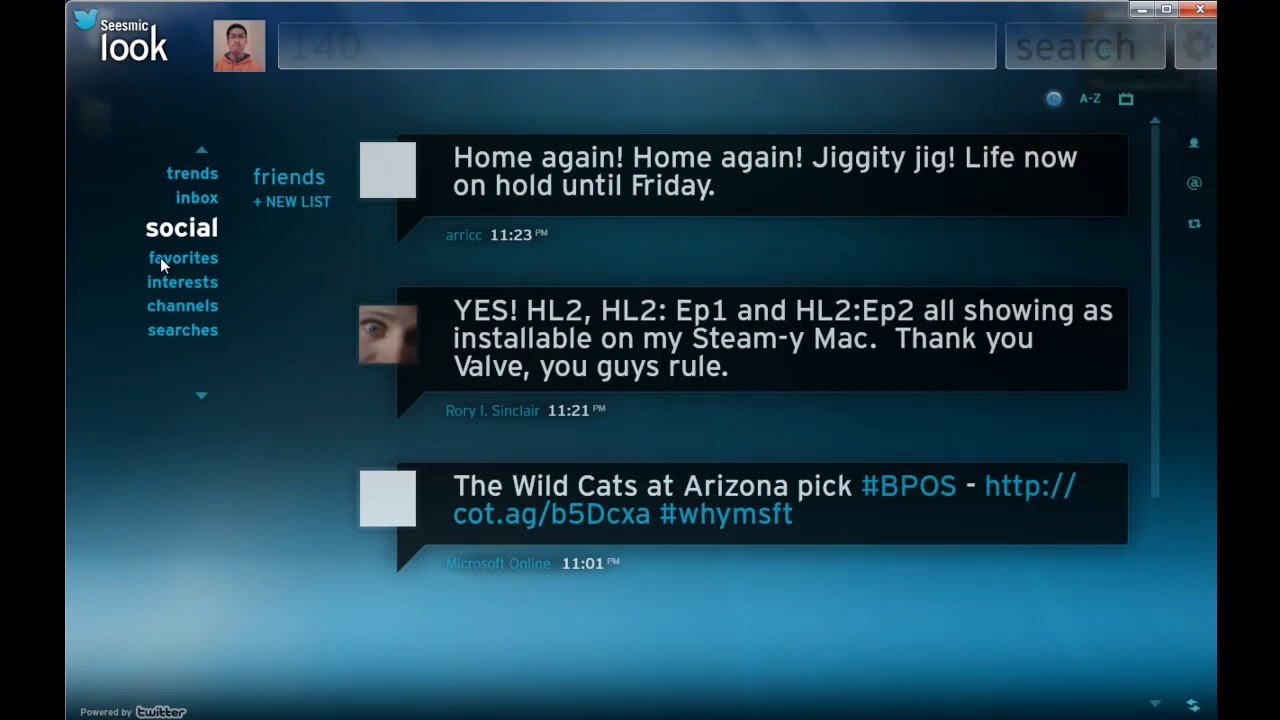 Seesmic
look
140
search
A-Z
trends
inbox
social
favorites
interests
channels
searches
friends
+ NEW LIST
Home again! Home again! Jiggity jig! Life now
on hold until Friday.
arricc 11:23 PM
YES! HL2, HL2: Ep1 and HL2:Ep2 all showing as
installable on my Steam-y Mac. Thank you
Valve, you guys rule.
Rory I. Sinclair 11:21 PM
The Wild Cats at Arizona pick #BPOS - http://
cot.ag/b5Dcxa #whymsft
Microsoft Online 11:01 PM
Powered by twitter